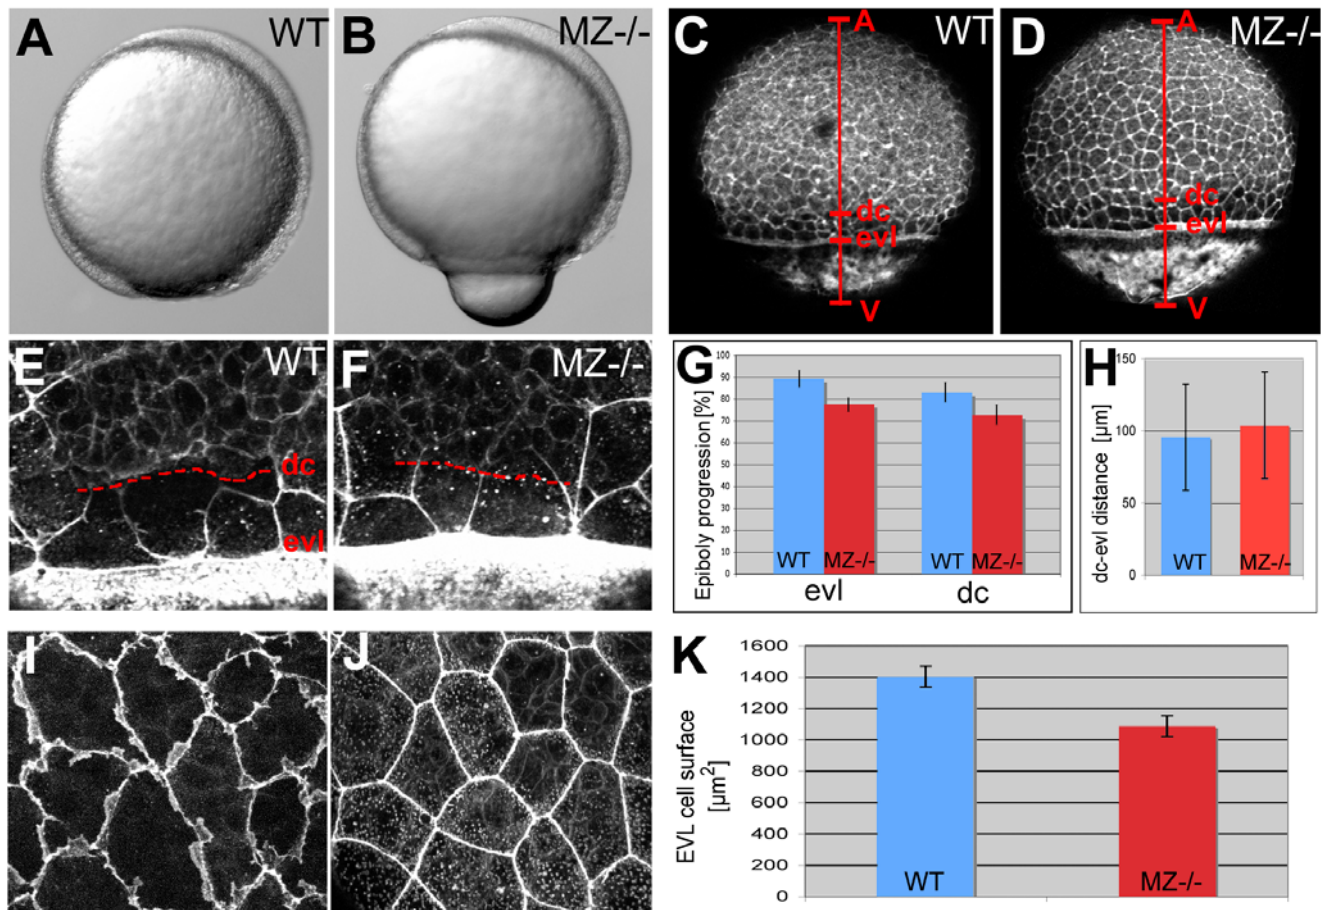 A WT
B MZ-/-
C WT
A
dc
evl
V
D MZ-/-
A
dc
evl
V
E WT
dc
evl
F MZ-/-
G
Epiboly progression [%]
100
90
80
70
60
50
40
30
20
10
0
WT MZ-/- WT MZ-/-
evl dc
H
dc-evl distance [µm]
150
100
50
0
WT MZ-/-
I
J
K
EVL cell surface
[µm²]
1600
1400
1200
1000
800
600
400
200
0
WT MZ-/-